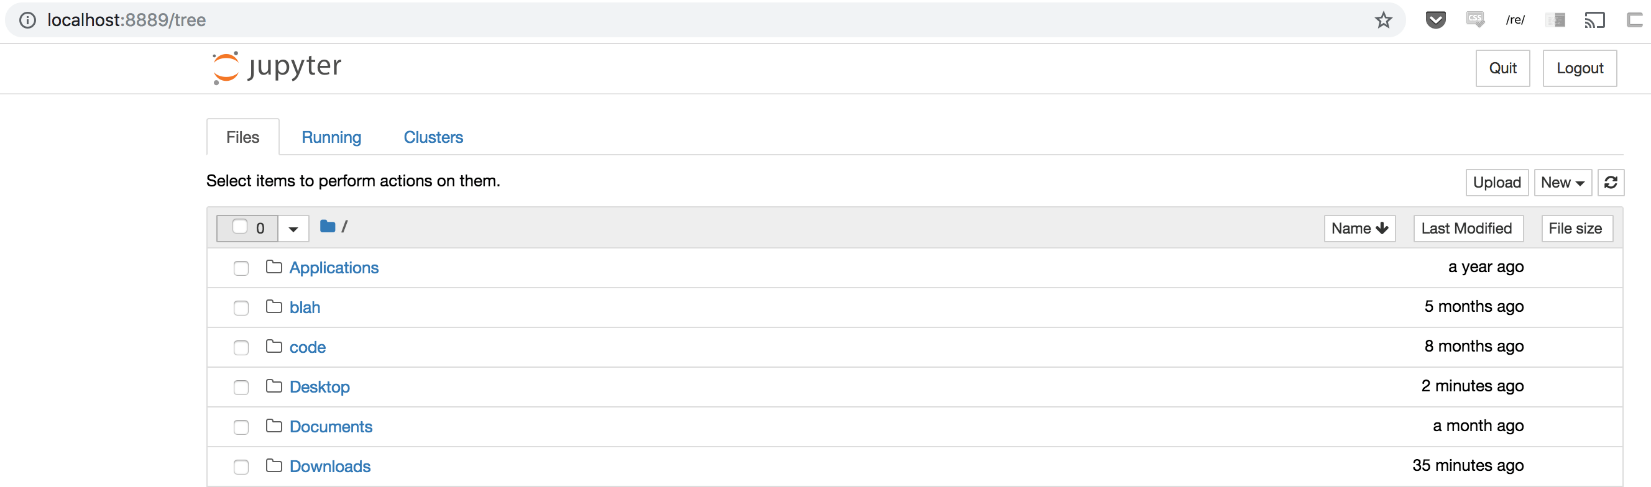 localhost:8889/tree
CSS
/re/
jupyter
Quit
Logout
Files
Running
Clusters
Select items to perform actions on them.
Upload
New
0
/
Name
Last Modified
File size
Applications
a year ago
blah
5 months ago
code
8 months ago
Desktop
2 minutes ago
Documents
a month ago
Downloads
35 minutes ago